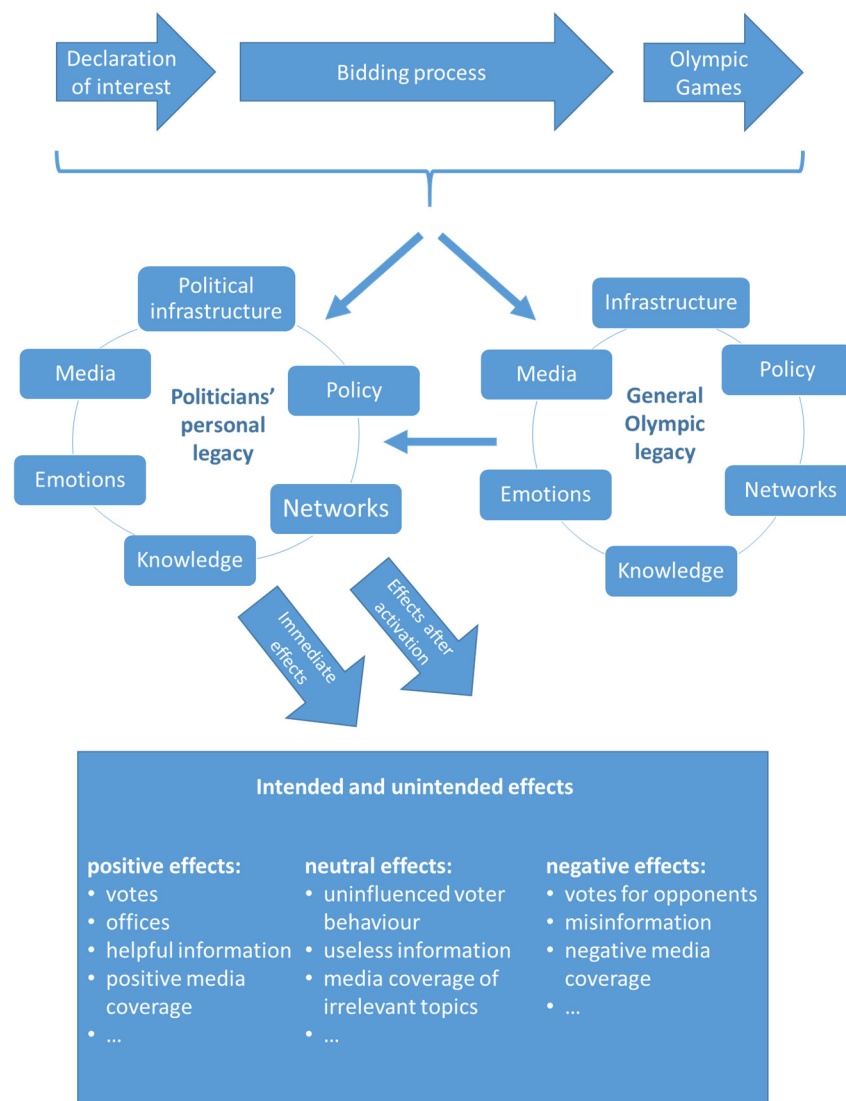 Declaration
of interest
Bidding process
Olympic
Games
Political
infrastructure
Media
Policy
Politicians’
personal
legacy
Emotions
Networks
Knowledge
Infrastructure
Media
Policy
General
Olympic
legacy
Emotions
Networks
Knowledge
Immediate
effects
Effects after
activation
Intended and unintended effects
positive effects:
• votes
• offices
• helpful information
• positive media
coverage
• ...
neutral effects:
• uninfluenced voter
behaviour
• useless information
• media coverage of
irrelevant topics
• ...
negative effects:
• votes for opponents
• misinformation
• negative media
coverage
• ...